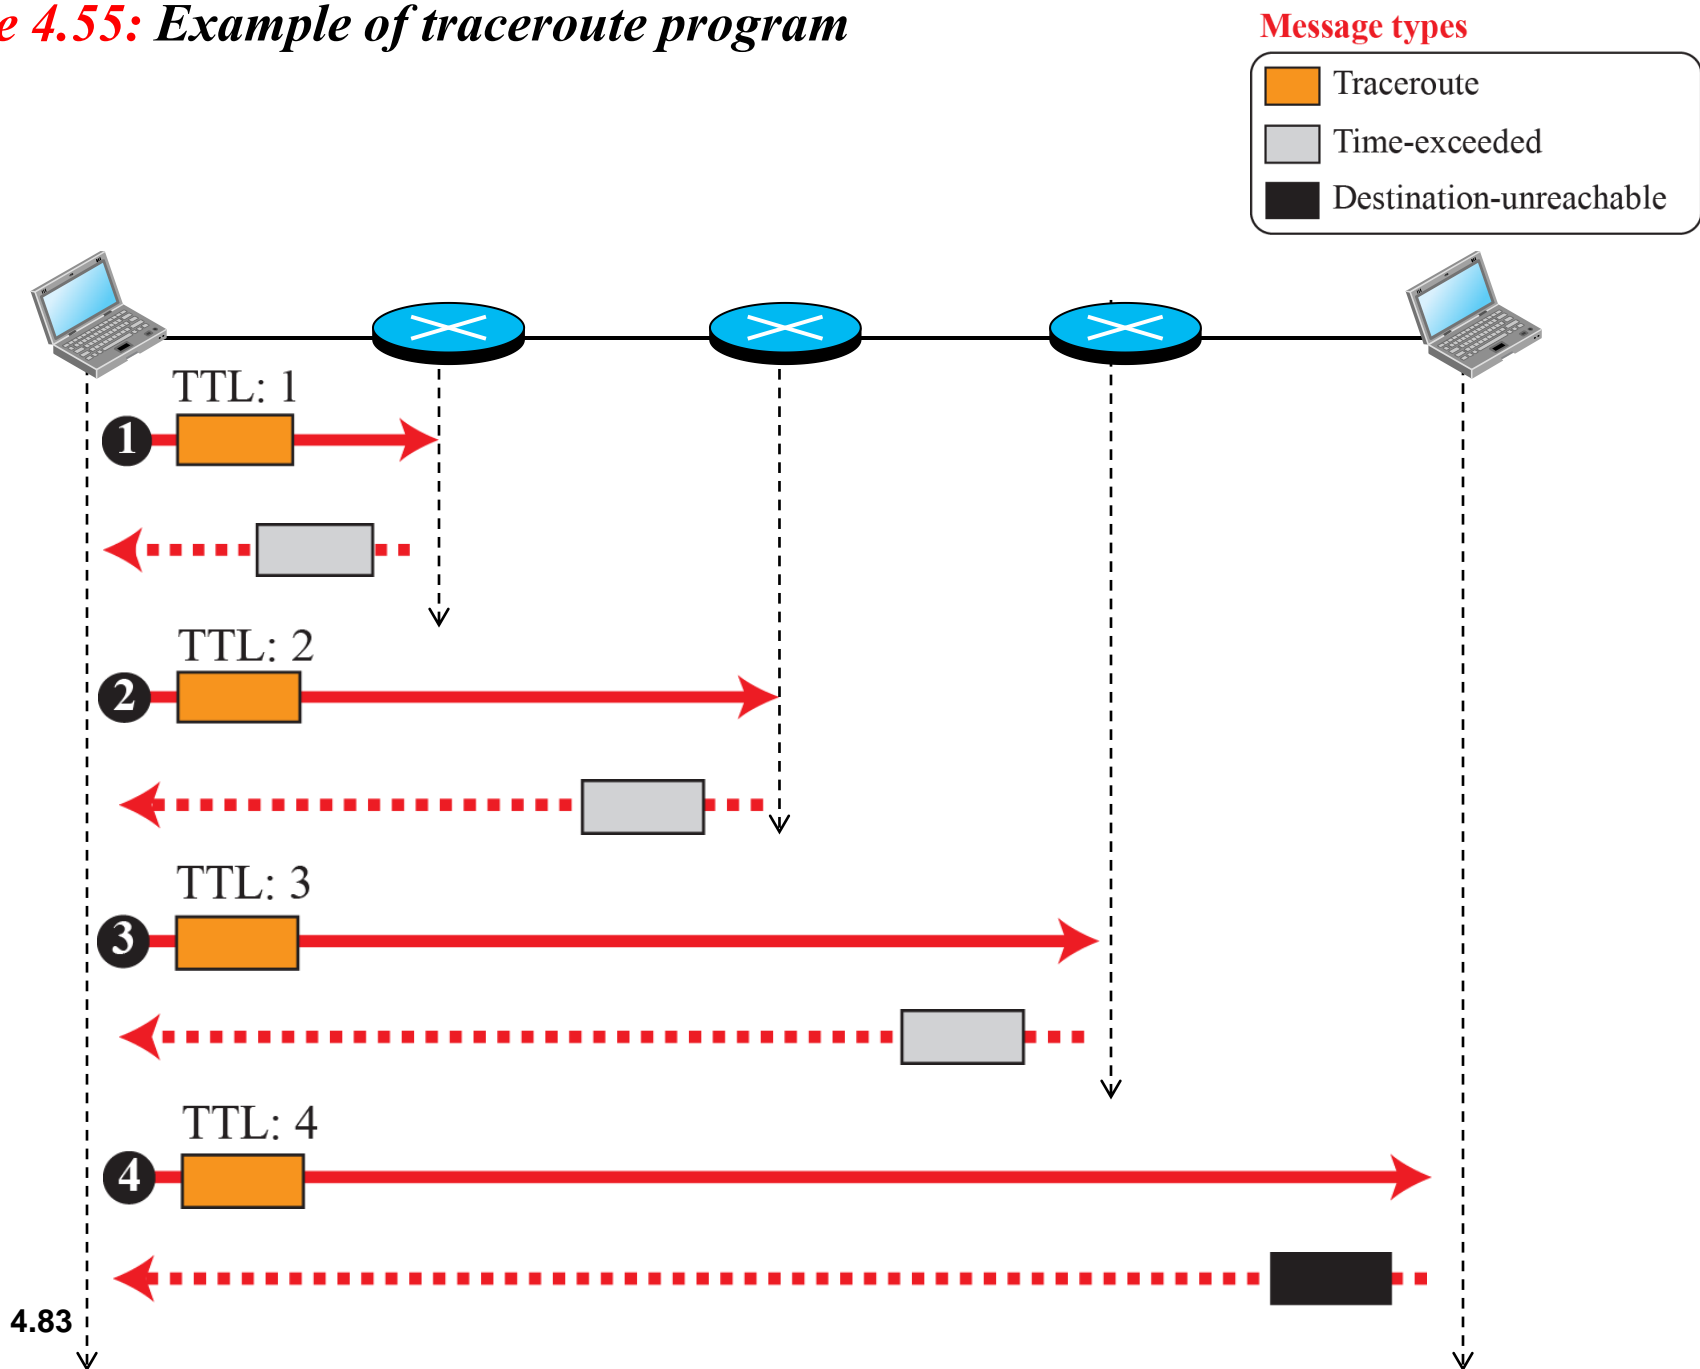 e 4.55: Example of traceroute program
Message types
Traceroute
Time-exceeded
Destination-unreachable
TTL: 1
1
TTL: 2
2
TTL: 3
3
TTL: 4
4
4.83